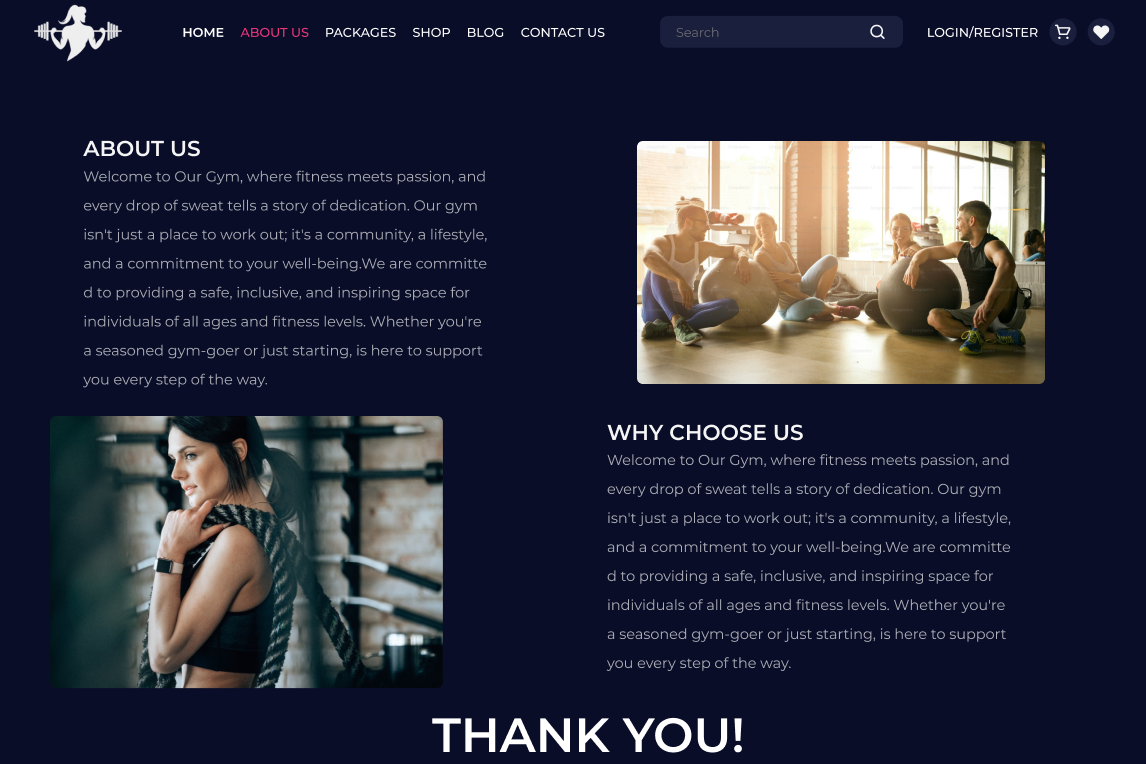 HOME ABOUT US PACKAGES SHOP BLOG CONTACT US Search LOGIN/REGISTER
ABOUT US
Welcome to Our Gym, where fitness meets passion, and
every drop of sweat tells a story of dedication. Our gym
isn't just a place to work out; it's a community, a lifestyle,
and a commitment to your well-being.We are committe
d to providing a safe, inclusive, and inspiring space for
individuals of all ages and fitness levels. Whether you're
a seasoned gym-goer or just starting, is here to support
you every step of the way.
WHY CHOOSE US
Welcome to Our Gym, where fitness meets passion, and
every drop of sweat tells a story of dedication. Our gym
isn't just a place to work out; it's a community, a lifestyle,
and a commitment to your well-being.We are committe
d to providing a safe, inclusive, and inspiring space for
individuals of all ages and fitness levels. Whether you're
a seasoned gym-goer or just starting, is here to support
you every step of the way.
THANK YOU!